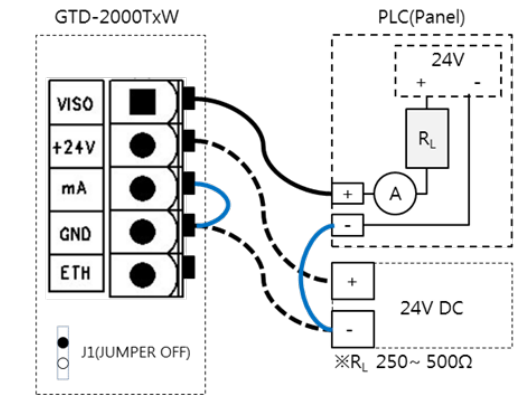 GTD-2000TxW
PLC(Panel)
24V
+ -
VISO
+24V
mA
GND
ETH
RL
+ A
-
+
-
24V DC
J1(JUMPER OFF)
※RL 250~ 500Ω